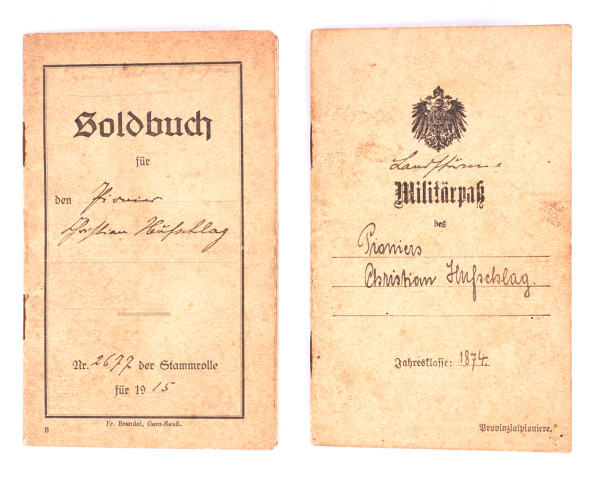 Soldbuch
für
den Pionier
Christian Hufschlag
Nr. 2677 der Stammrolle
für 1915
Fr. Brendel, Gera-Reuß.
B
Landsturm-
Militärpaß
des
Pioniers
Christian Hufschlag.
Jahresklasse: 1874.
Provinzialpioniere.